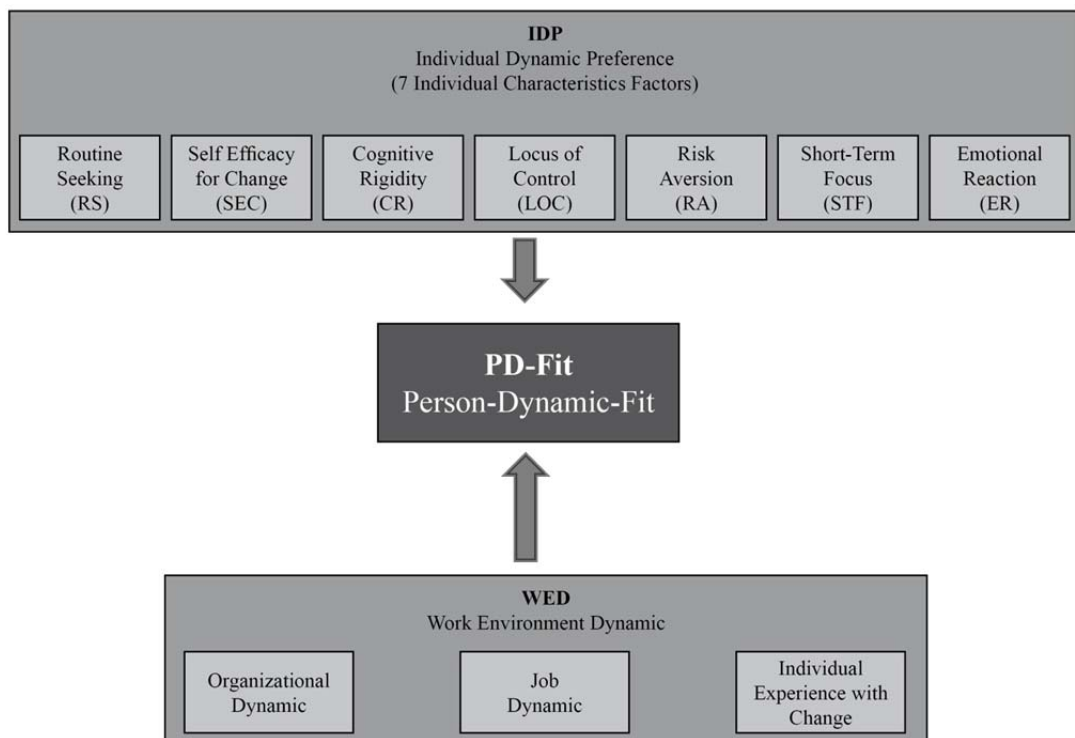 IDP
Individual Dynamic Preference
(7 Individual Characteristics Factors)
Routine
Seeking
(RS)
Self Efficacy
for Change
(SEC)
Cognitive
Rigidity
(CR)
Locus of
Control
(LOC)
Risk
Aversion
(RA)
Short-Term
Focus
(STF)
Emotional
Reaction
(ER)
PD-Fit
Person-Dynamic-Fit
WED
Work Environment Dynamic
Organizational
Dynamic
Job
Dynamic
Individual
Experience with
Change